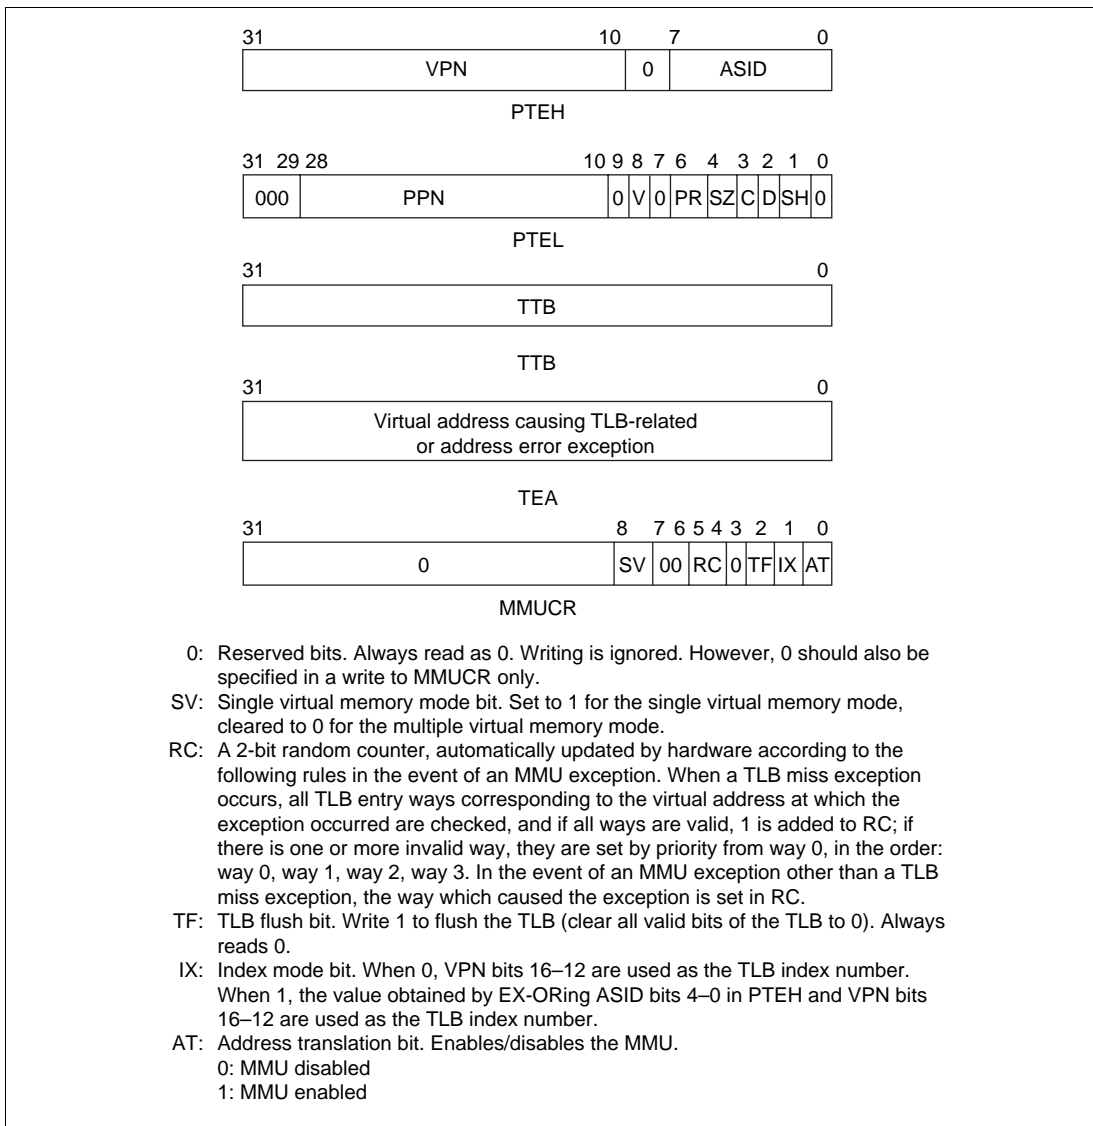 31 10 7 0
VPN 0 ASID
PTEH
31 29 28 10 9 8 7 6 4 3 2 1 0
000 PPN 0 V 0 PR SZ C D SH 0
PTEL
31 0
TTB
TTB
31 0
Virtual address causing TLB-related
or address error exception
TEA
31 8 7 6 5 4 3 2 1 0
0 SV 00 RC 0 TF IX AT
MMUCR
0: Reserved bits. Always read as 0. Writing is ignored. However, 0 should also be
specified in a write to MMUCR only.
SV: Single virtual memory mode bit. Set to 1 for the single virtual memory mode,
cleared to 0 for the multiple virtual memory mode.
RC: A 2-bit random counter, automatically updated by hardware according to the
following rules in the event of an MMU exception. When a TLB miss exception
occurs, all TLB entry ways corresponding to the virtual address at which the
exception occurred are checked, and if all ways are valid, 1 is added to RC; if
there is one or more invalid way, they are set by priority from way 0, in the order:
way 0, way 1, way 2, way 3. In the event of an MMU exception other than a TLB
miss exception, the way which caused the exception is set in RC.
TF: TLB flush bit. Write 1 to flush the TLB (clear all valid bits of the TLB to 0). Always
reads 0.
IX: Index mode bit. When 0, VPN bits 16–12 are used as the TLB index number.
When 1, the value obtained by EX-ORing ASID bits 4–0 in PTEH and VPN bits
16–12 are used as the TLB index number.
AT: Address translation bit. Enables/disables the MMU.
0: MMU disabled
1: MMU enabled